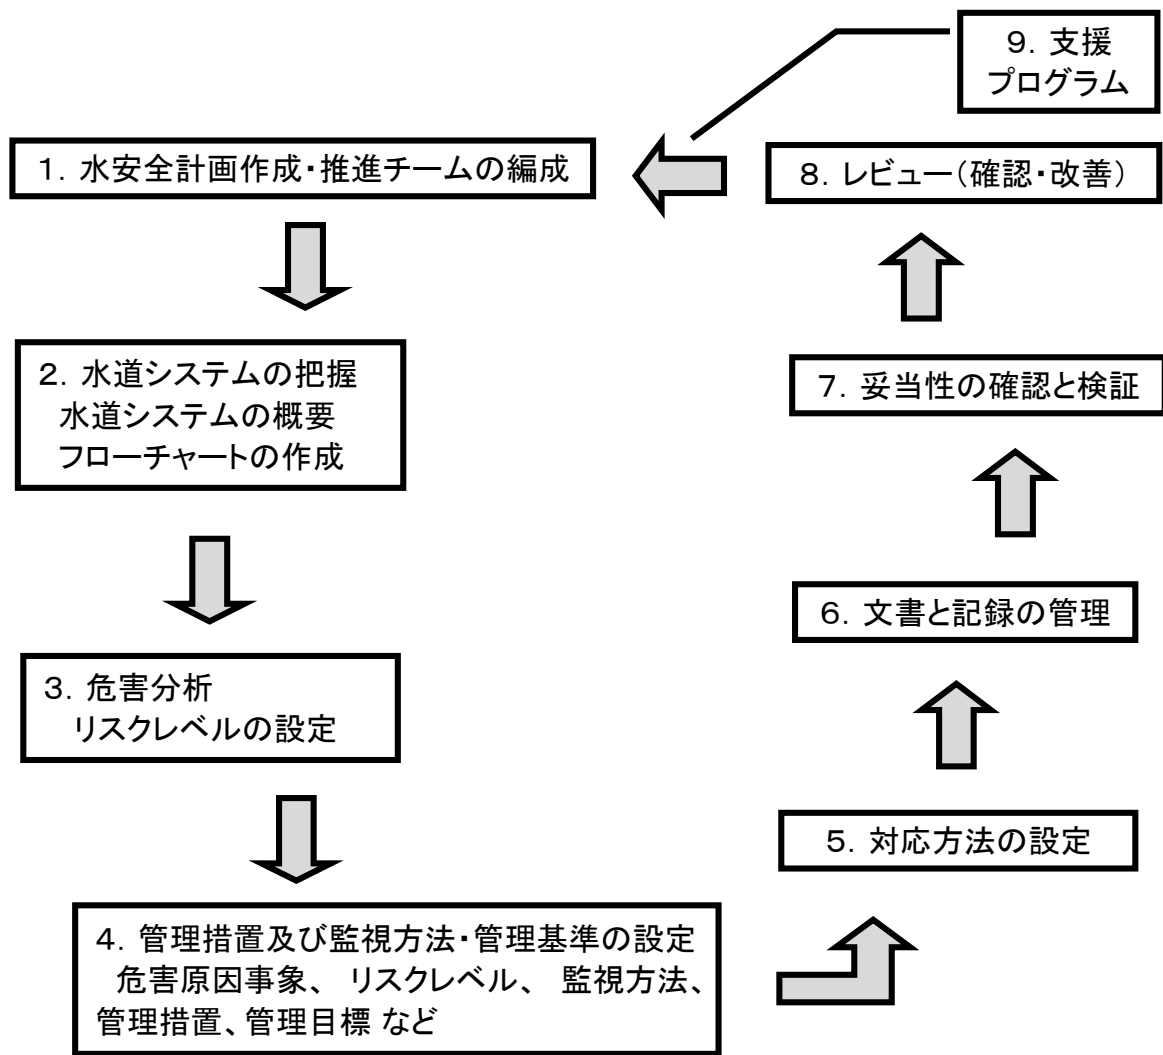 9．支援
プログラム
1．水安全計画作成・推進チームの編成
8．レビュー（確認・改善）
2．水道システムの把握
水道システムの概要
フローチャートの作成
7．妥当性の確認と検証
6．文書と記録の管理
3．危害分析
リスクレベルの設定
5．対応方法の設定
4．管理措置及び監視方法・管理基準の設定
危害原因事象、 リスクレベル、 監視方法、
管理措置、管理目標 など